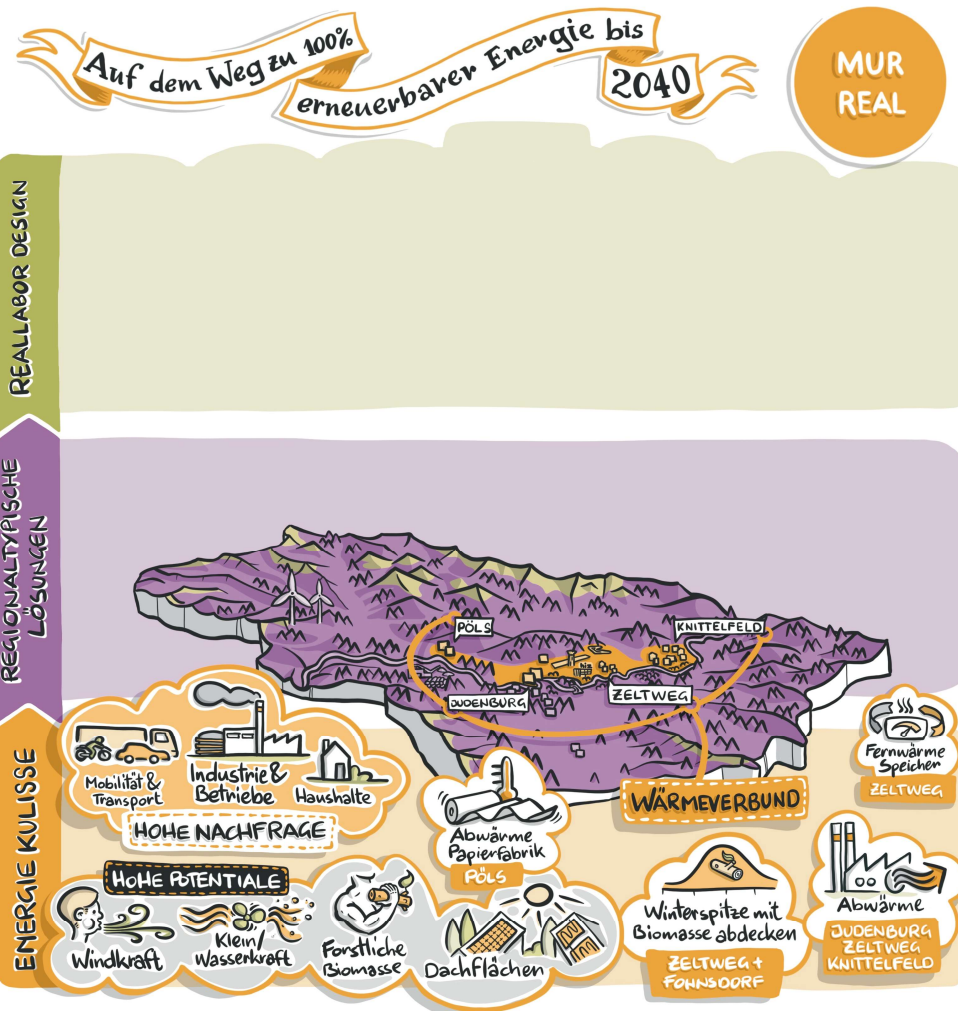 Auf dem Weg zu 100%
erneuerbarer Energie bis
2040
MUR
REAL
REALLABOR DESIGN
REGIONALTYPISCHE
LÖSUNGEN
ENERGIE KULISSE
PÖLS
KNITTELFELD
JUDENBURG
ZELTWEG
Mobilität &
Transport
Industrie &
Betriebe
Haushalte
HOHE NACHFRAGE
Abwärme
Papierfabrik
PÖLS
WÄRMEVERBUND
Fernwärme
Speicher
ZELTWEG
HOHE POTENTIALE
Windkraft
Klein/
Wasserkraft
Forstliche
Biomasse
Dachflächen
Winterspitze mit
Biomasse abdecken
ZELTWEG +
FOHNSDORF
Abwärme
JUDENBURG
ZELTWEG
KNITTELFELD